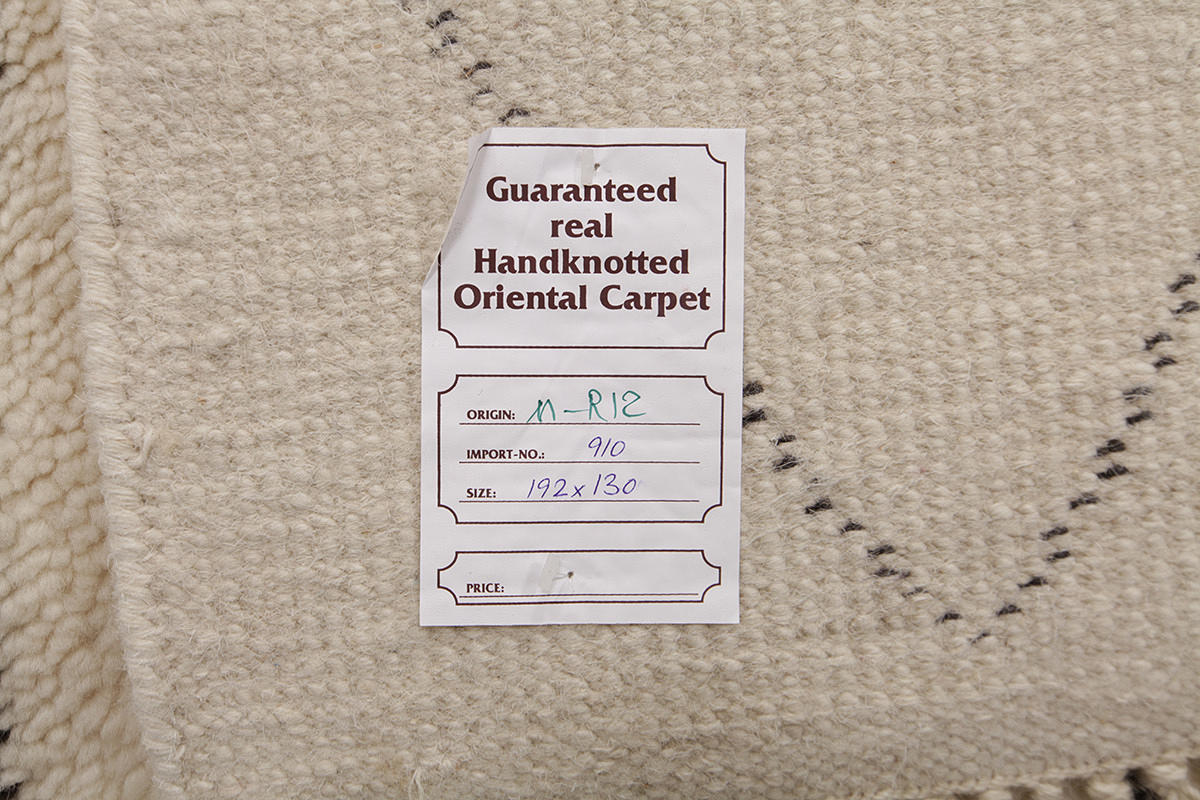 Guaranteed
real
Handknotted
Oriental Carpet
ORIGIN: M-R12
IMPORT-NO.: 910
SIZE: 192x130
PRICE: